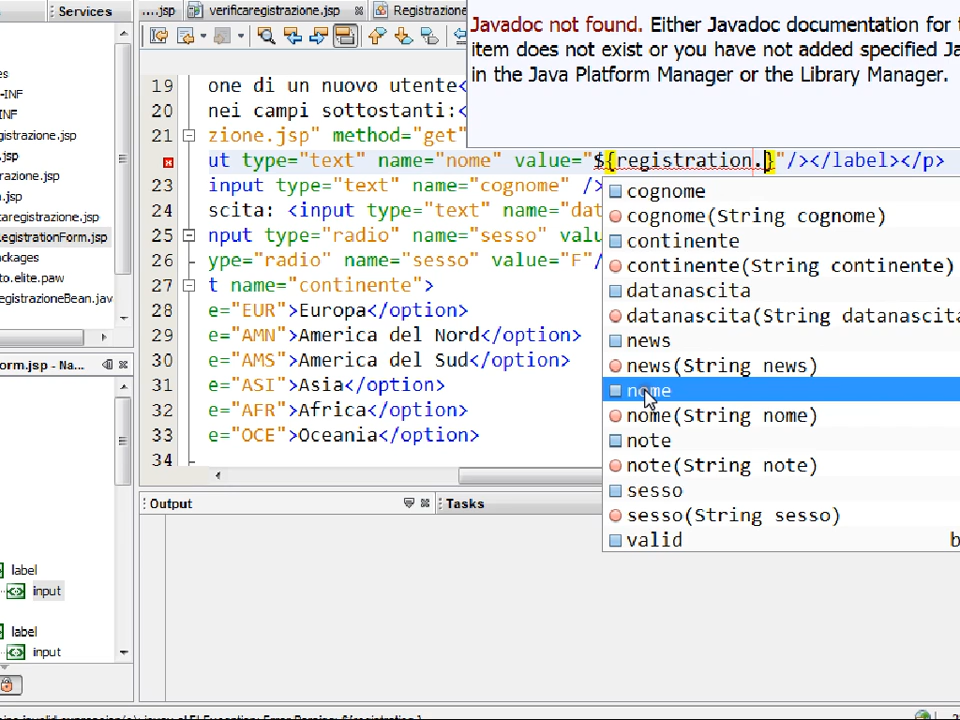 Services
...jsp
verificaregistrazione.jsp
Registrazione
Javadoc not found. Either Javadoc documentation for t
item does not exist or you have not added specified Ja
in the Java Platform Manager or the Library Manager.
es
-INF
NF
gistrazione.jsp
.jsp
razione.jsp
a.jsp
caregistrazione.jsp
egistrationForm.jsp
ackages
to.elite.paw
egistrazioneBean.java
19 one di un nuovo utente<
20 nei campi sottostanti:<
21 zione.jsp" method="get"
ut type="text" name="nome" value="${registration.}"/></label></p>
23 input type="text" name="cognome" />
24 scita: <input type="text" name="dat
25 nput type="radio" name="sesso" valu
26 ype="radio" name="sesso" value="F"/
27 t name="continente">
28 e="EUR">Europa</option>
29 e="AMN">America del Nord</option>
30 e="AMS">America del Sud</option>
31 e="ASI">Asia</option>
32 e="AFR">Africa</option>
33 e="OCE">Oceania</option>
34
cognome
cognome(String cognome)
continente
continente(String continente)
datanascita
datanascita(String datanascita
news
news(String news)
nome
nome(String nome)
note
note(String note)
sesso
sesso(String sesso)
valid b
orm.jsp - Na...
label
input
label
input
Output
Tasks